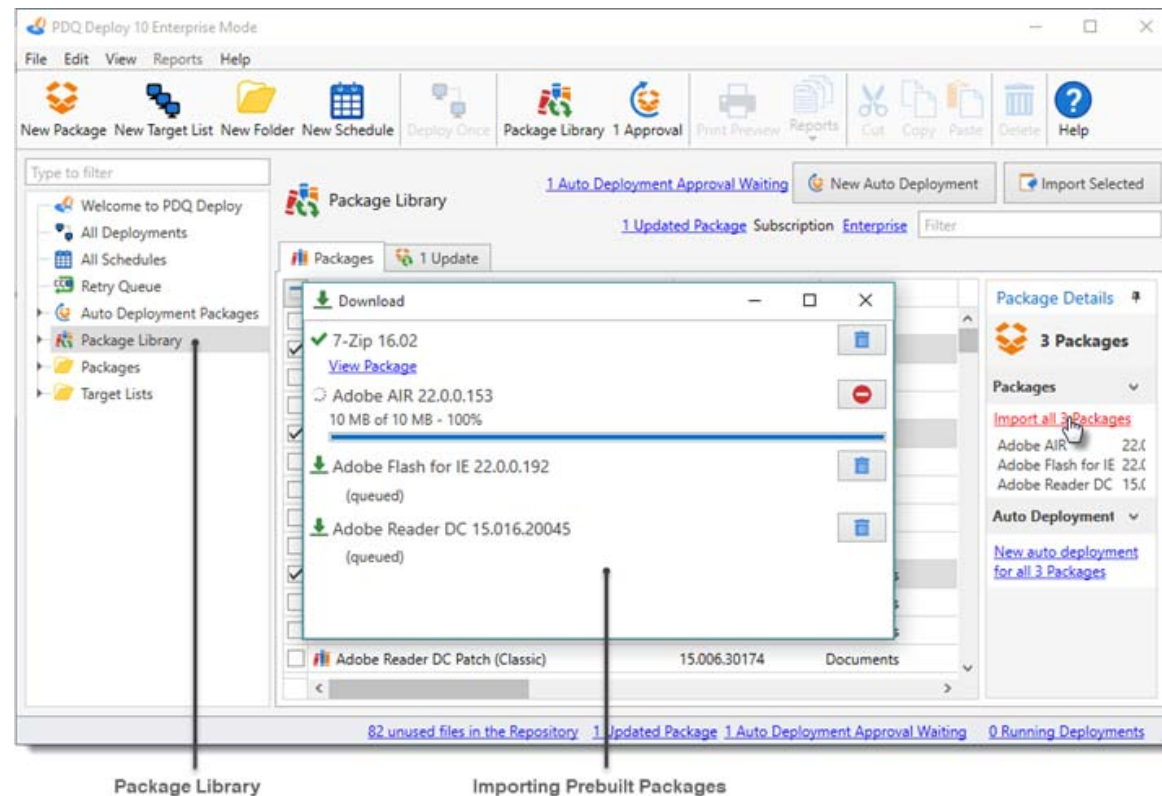 PDQ Deploy 10 Enterprise Mode
File Edit View Reports Help
New Package New Target List New Folder New Schedule Deploy Once Package Library 1 Approval Print Preview Reports Cut Copy Paste Delete Help
Type to filter
Welcome to PDQ Deploy
All Deployments
All Schedules
Retry Queue
Auto Deployment Packages
Package Library
Packages
Target Lists
Package Library
1 Auto Deployment Approval Waiting
New Auto Deployment
Import Selected
1 Updated Package Subscription Enterprise Filter
Packages 1 Update
Download
7-Zip 16.02
View Package
Adobe AIR 22.0.0.153
10 MB of 10 MB - 100%
Adobe Flash for IE 22.0.0.192
(queued)
Adobe Reader DC 15.016.20045
(queued)
Adobe Reader DC Patch (Classic) 15.006.30174 Documents
Package Details
3 Packages
Packages
Import all 3 Packages
Adobe AIR 22.0
Adobe Flash for IE 22.0
Adobe Reader DC 15.0
Auto Deployment
New auto deployment
for all 3 Packages
82 unused files in the Repository 1 Updated Package 1 Auto Deployment Approval Waiting 0 Running Deployments
Package Library
Importing Prebuilt Packages